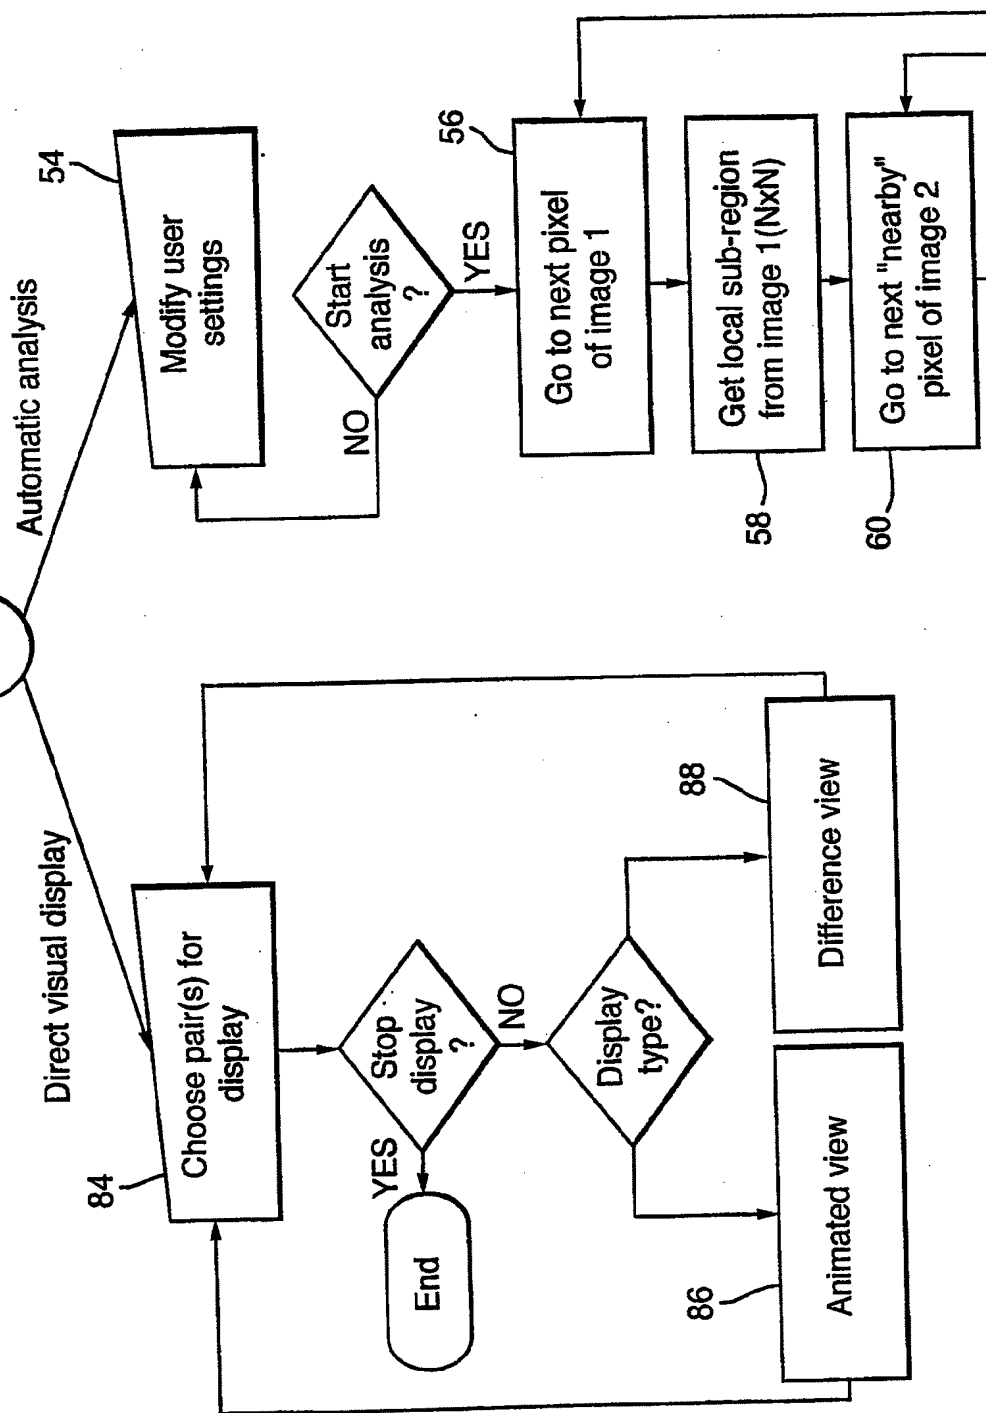 Direct visual display
84
Choose pair(s) for
display
Stop
display
?
YES
End
NO
Display
type?
86
Animated view
88
Difference view
Automatic analysis
54
Modify user
settings
Start
analysis
?
NO
YES
56
Go to next pixel
of image 1
58
Get local sub-region
from image 1(NxN)
60
Go to next "nearby"
pixel of image 2